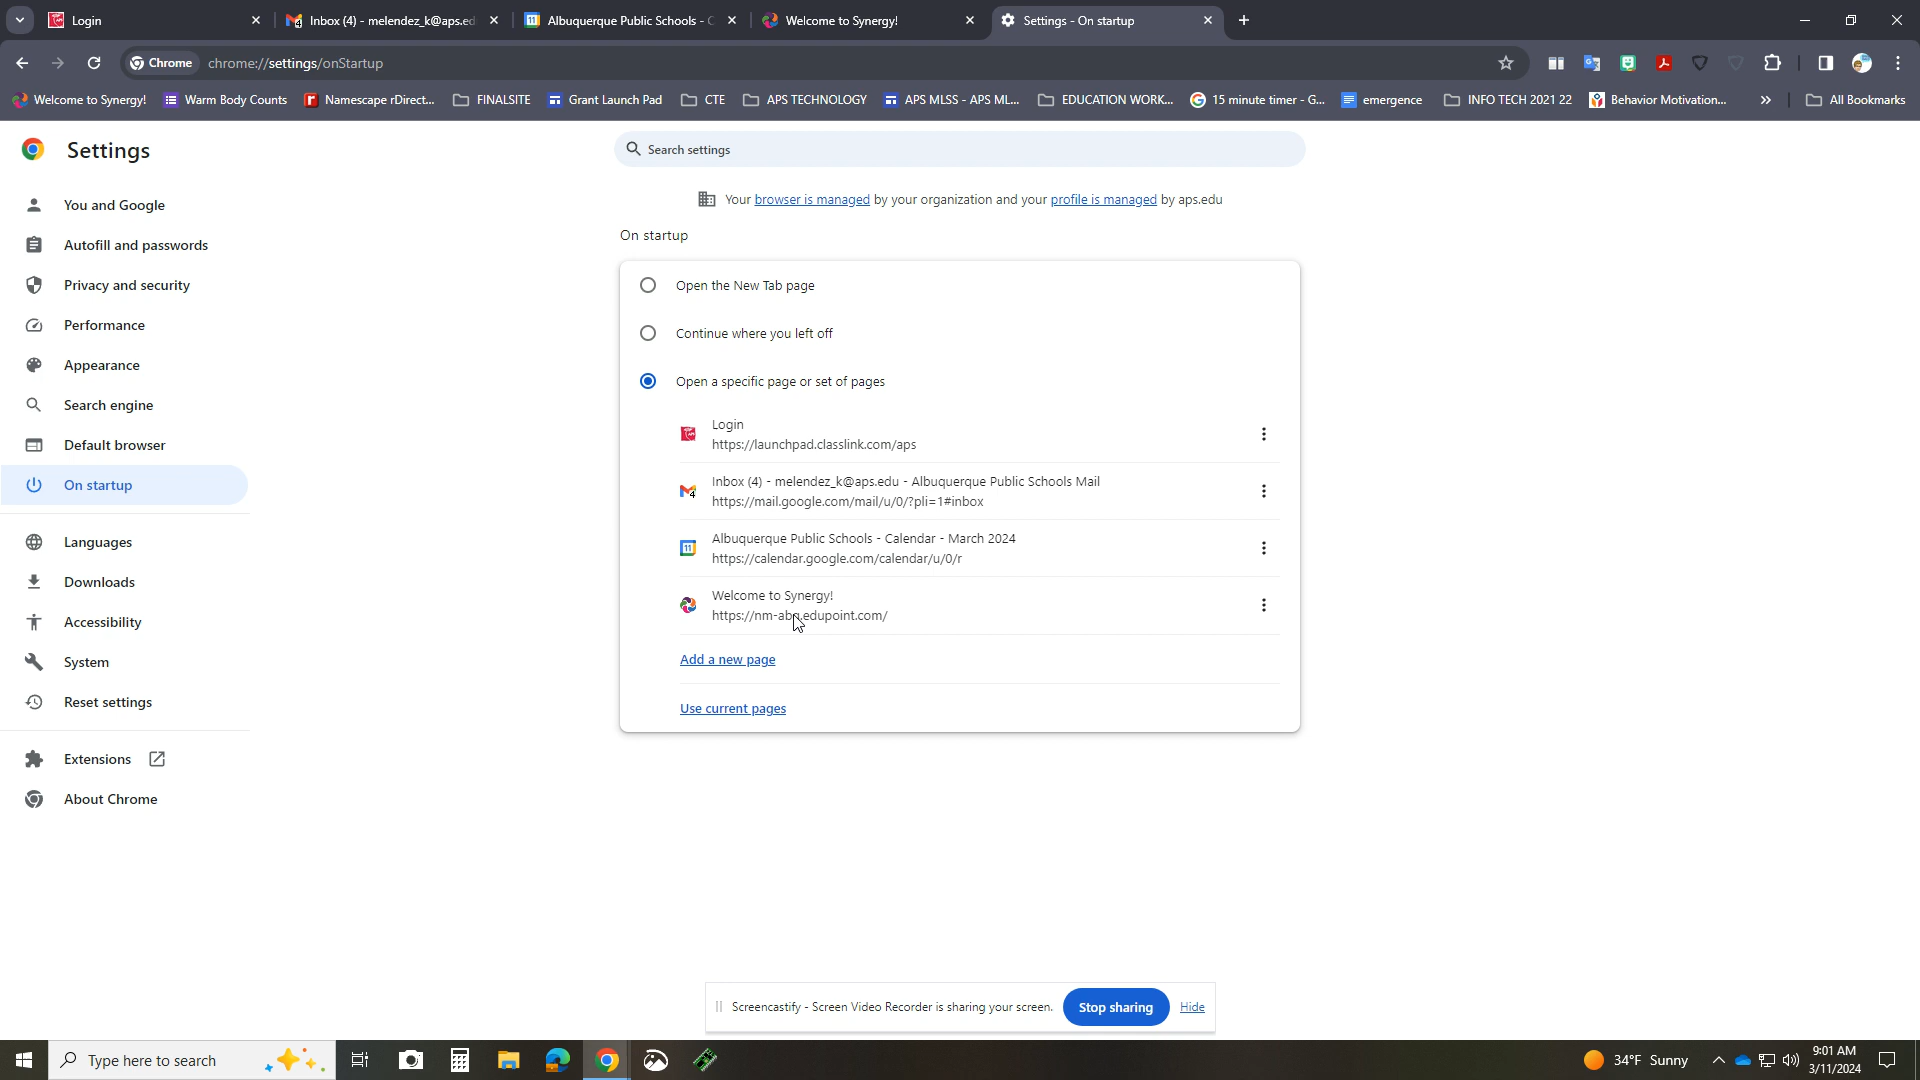 Login
Inbox (4) - melendez_k@aps.ed
Albuquerque Public Schools - C
Welcome to Synergy!
Settings - On startup
Chrome
chrome://settings/onStartup
Welcome to Synergy!
Warm Body Counts
Namescape rDirect...
FINALSITE
Grant Launch Pad
CTE
APS TECHNOLOGY
APS MLSS - APS ML...
EDUCATION WORK...
15 minute timer - G...
emergence
INFO TECH 2021 22
Behavior Motivation...
»
All Bookmarks
Settings
Search settings
You and Google
Autofill and passwords
Privacy and security
Performance
Appearance
Search engine
Default browser
On startup
Languages
Downloads
Accessibility
System
Reset settings
Extensions
About Chrome
Your browser is managed by your organization and your profile is managed by aps.edu
On startup
Open the New Tab page
Continue where you left off
Open a specific page or set of pages
Login
https://launchpad.classlink.com/aps
Inbox (4) - melendez_k@aps.edu - Albuquerque Public Schools Mail
https://mail.google.com/mail/u/0/?pli=1#inbox
Albuquerque Public Schools - Calendar - March 2024
https://calendar.google.com/calendar/u/0/r
Welcome to Synergy!
https://nm-abq.edupoint.com/
Add a new page
Use current pages
Screencastify - Screen Video Recorder is sharing your screen.
Stop sharing
Hide
Type here to search
34°F Sunny
9:01 AM
3/11/2024